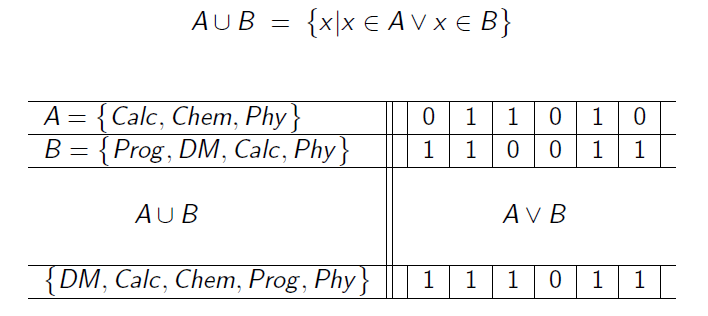 A ∪ B = {x|x ∈ A ∨ x ∈ B}
A = {Calc, Chem, Phy} 0 1 1 0 1 0
B = {Prog, DM, Calc, Phy} 1 1 0 0 1 1
A ∪ B A ∨ B
{DM, Calc, Chem, Prog, Phy} 1 1 1 0 1 1